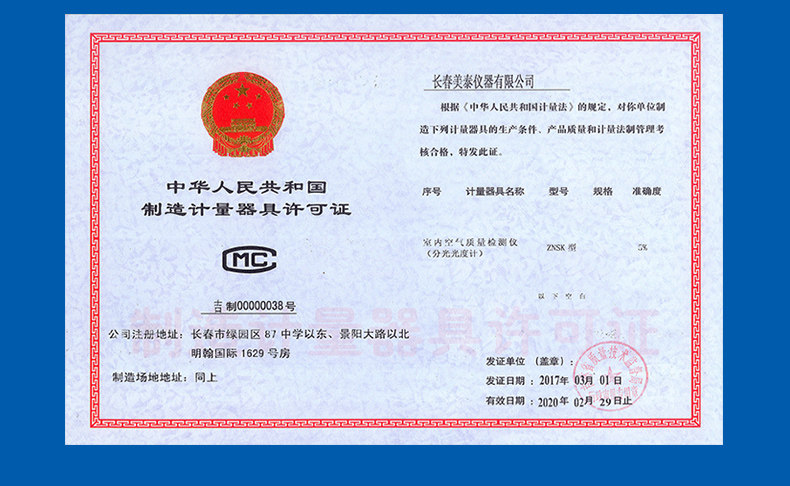 中华人民共和国
制造计量器具许可证
CMC
吉制00000038号
公司注册地址：长春市绿园区87中学以东、景阳大路以北
明翰国际1629号房
制造场地地址：同上
长春美泰仪器有限公司
根据《中华人民共和国计量法》的规定，对你单位制
造下列计量器具的生产条件、产品质量和计量法制管理考
核合格、特发此证。
序号 计量器具名称 型号 规格 准确度
室内空气质量检测仪
（分光光度计） ZNSK型 5%
以下空白
制造计量器具许可证
发证单位（盖章）：
发证日期：2017年03月01日
有效日期：2020年02月29日止